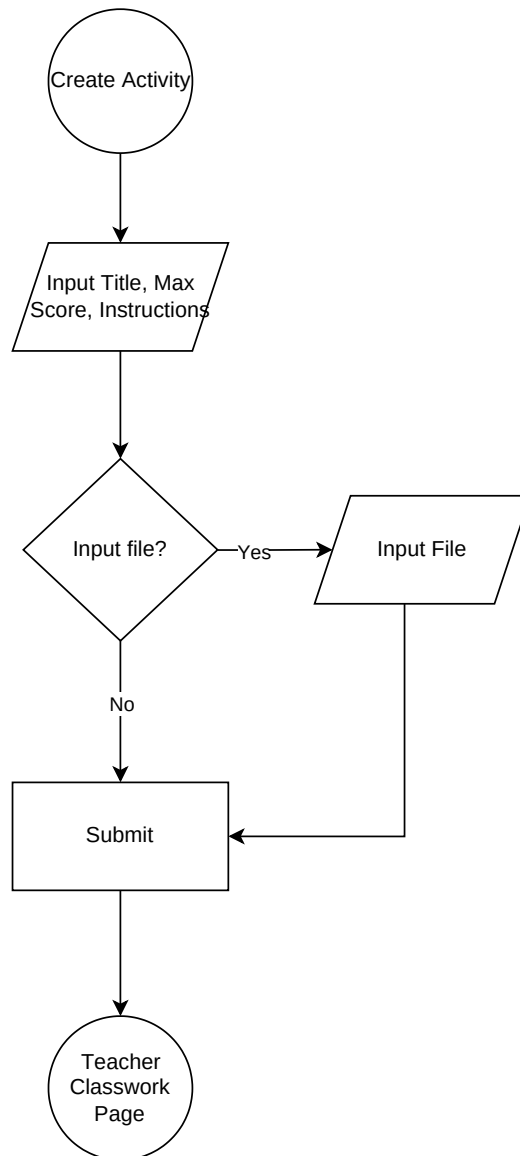 Create Activity
Input Title, Max
Score, Instructions
Input file?
Yes
Input File
No
Submit
Teacher
Classwork
Page